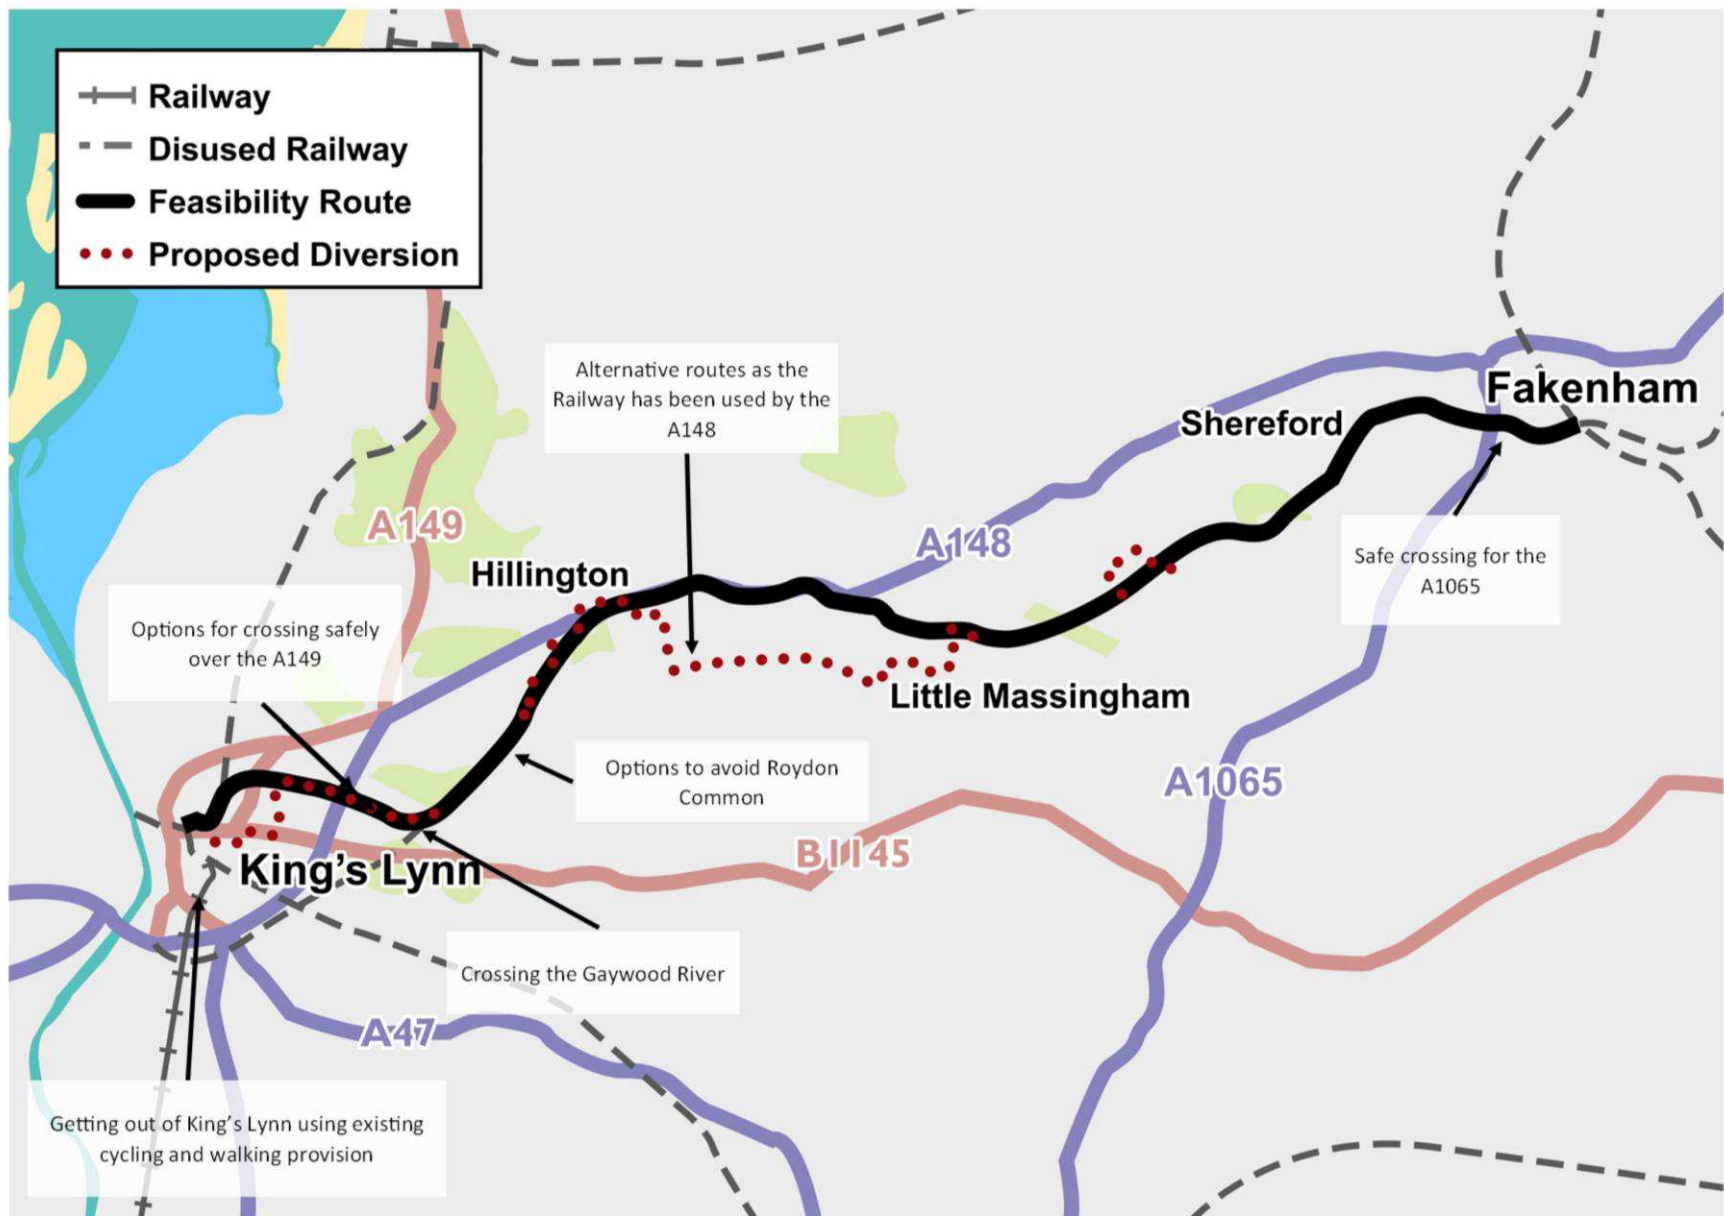 Railway
Disused Railway
Feasibility Route
Proposed Diversion
Alternative routes as the
Railway has been used by the
A148
Fakenham
Shereford
A149
A148
Hillington
Safe crossing for the
A1065
Options for crossing safely
over the A149
Little Massingham
Options to avoid Roydon
Common
A1065
King's Lynn
B1145
Crossing the Gaywood River
A47
Getting out of King's Lynn using existing
cycling and walking provision